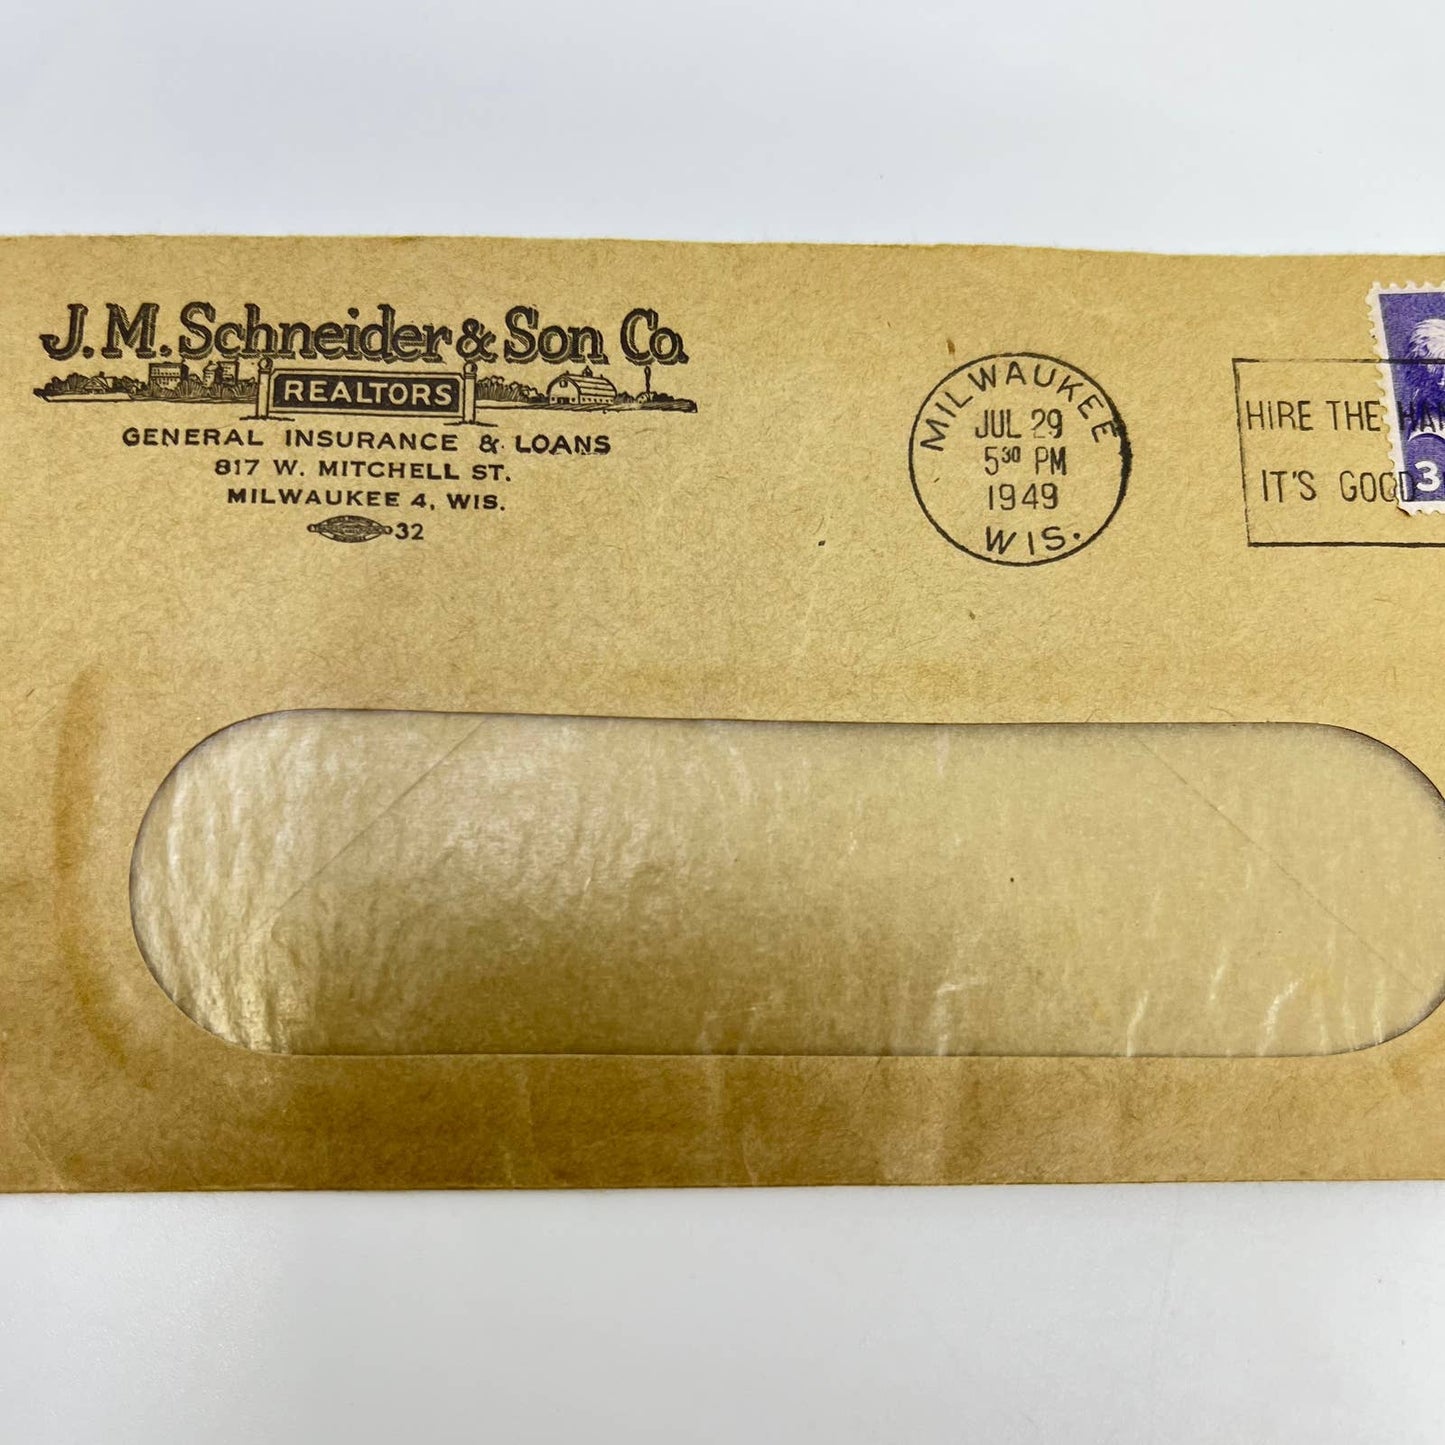 J. M. Schneider & Son Co.
REALTORS
GENERAL INSURANCE & LOANS
817 W. MITCHELL ST.
MILWAUKEE 4, WIS.
32
MILWAUKEE
JUL 29
5 30 PM
1949
WIS.
HIRE THE HAN
IT'S GOOD
3